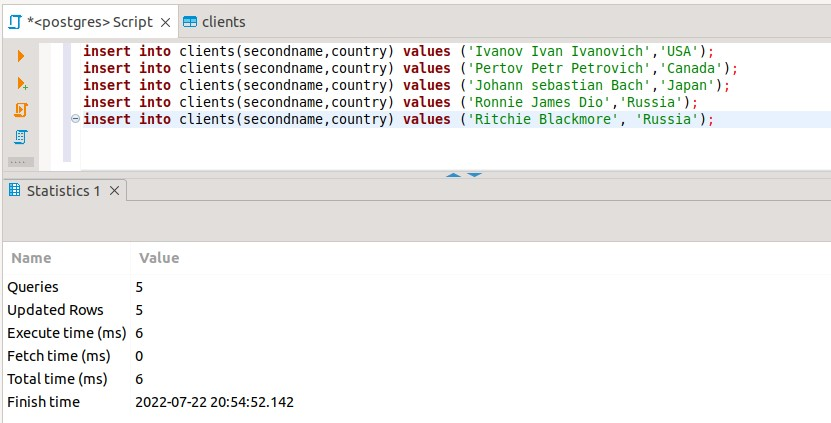 *<postgres> Script
clients
insert into clients(secondname,country) values ('Ivanov Ivan Ivanovich','USA');
insert into clients(secondname,country) values ('Pertov Petr Petrovich','Canada');
insert into clients(secondname,country) values ('Johann sebastian Bach','Japan');
insert into clients(secondname,country) values ('Ronnie James Dio','Russia');
insert into clients(secondname,country) values ('Ritchie Blackmore', 'Russia');
Statistics 1
Name Value
Queries 5
Updated Rows 5
Execute time (ms) 6
Fetch time (ms) 0
Total time (ms) 6
Finish time 2022-07-22 20:54:52.142